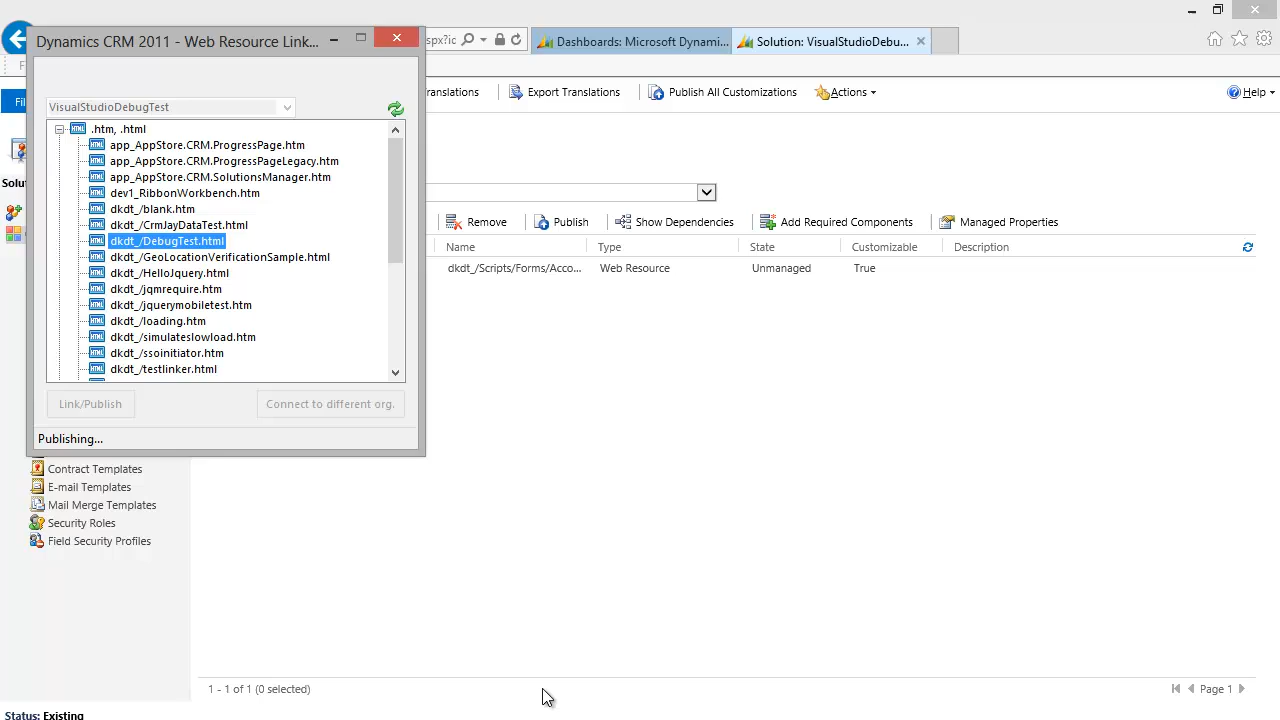 Dynamics CRM 2011 - Web Resource Link...
spx?ic
Dashboards: Microsoft Dynami...
Solution: VisualStudioDebu...
VisualStudioDebugTest
Fil
ranslations
Export Translations
Publish All Customizations
Actions
Help
.htm, .html
app_AppStore.CRM.ProgressPage.htm
app_AppStore.CRM.ProgressPageLegacy.htm
app_AppStore.CRM.SolutionsManager.htm
dev1_RibbonWorkbench.htm
dkdt_/blank.htm
dkdt_/CrmJayDataTest.html
dkdt_/DebugTest.html
dkdt_/GeoLocationVerificationSample.html
dkdt_/HelloJquery.html
dkdt_/jqmrequire.htm
dkdt_/jquerymobiletest.htm
dkdt_/loading.htm
dkdt_/simulateslowload.htm
dkdt_/ssoinitiator.htm
dkdt_/testlinker.htm
Link/Publish
Connect to different org.
Publishing...
Solu
Remove
Publish
Show Dependencies
Add Required Components
Managed Properties
Name
Type
State
Customizable
Description
dkdt_/Scripts/Forms/Acco...
Web Resource
Unmanaged
True
Contract Templates
E-mail Templates
Mail Merge Templates
Security Roles
Field Security Profiles
1 - 1 of 1 (0 selected)
Page 1
Status: Existing